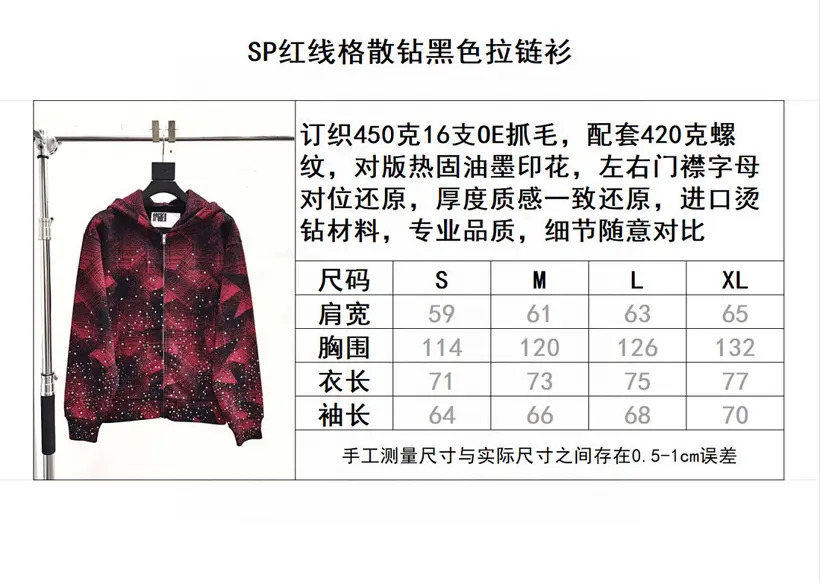 SP红线格散钻黑色拉链衫
订织450克16支OE抓毛，配套420克螺
纹，对版热固油墨印花，左右门襟字母
对位还原，厚度质感一致还原，进口烫
钻材料，专业品质，细节随意对比
尺码 S M L XL
肩宽 59 61 63 65
胸围 114 120 126 132
衣长 71 73 75 77
袖长 64 66 68 70
手工测量尺寸与实际尺寸之间存在0.5-1cm误差